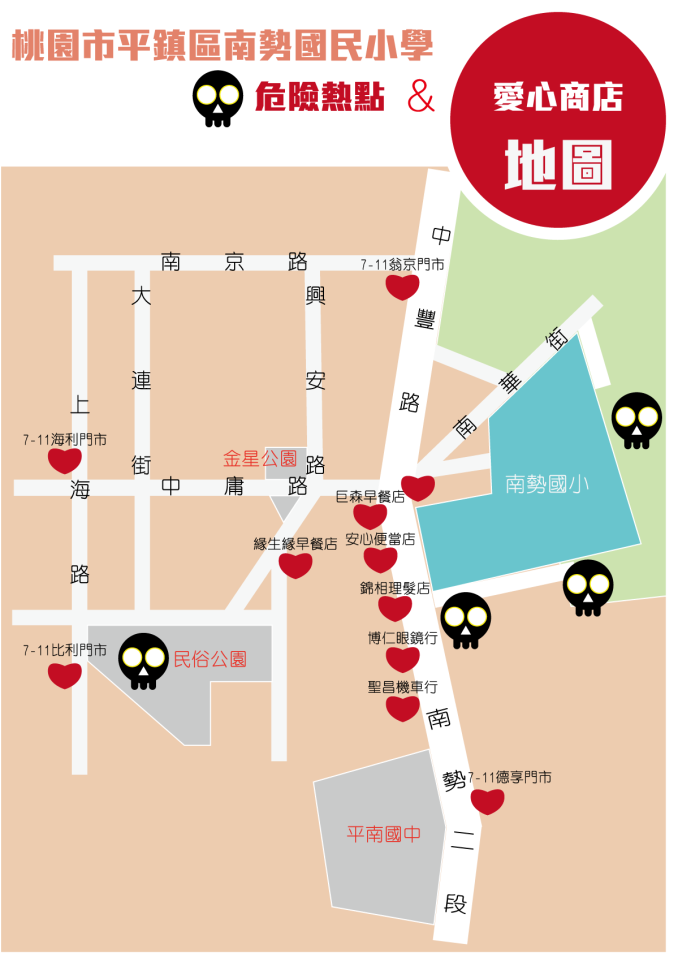 桃園市平鎮區南勢國民小學
危險熱點 &
愛心商店
地圖
中豐路
南京路
7-11翁京門市
大連街
興安路
南華街
上海路
7-11海利門市
金星公園
中庸路
南勢國小
巨森早餐店
緣生緣早餐店
安心便當店
錦相理髮店
博仁眼鏡行
7-11比利門市
民俗公園
聖昌機車行
南勢二段
7-11德享門市
平南國中